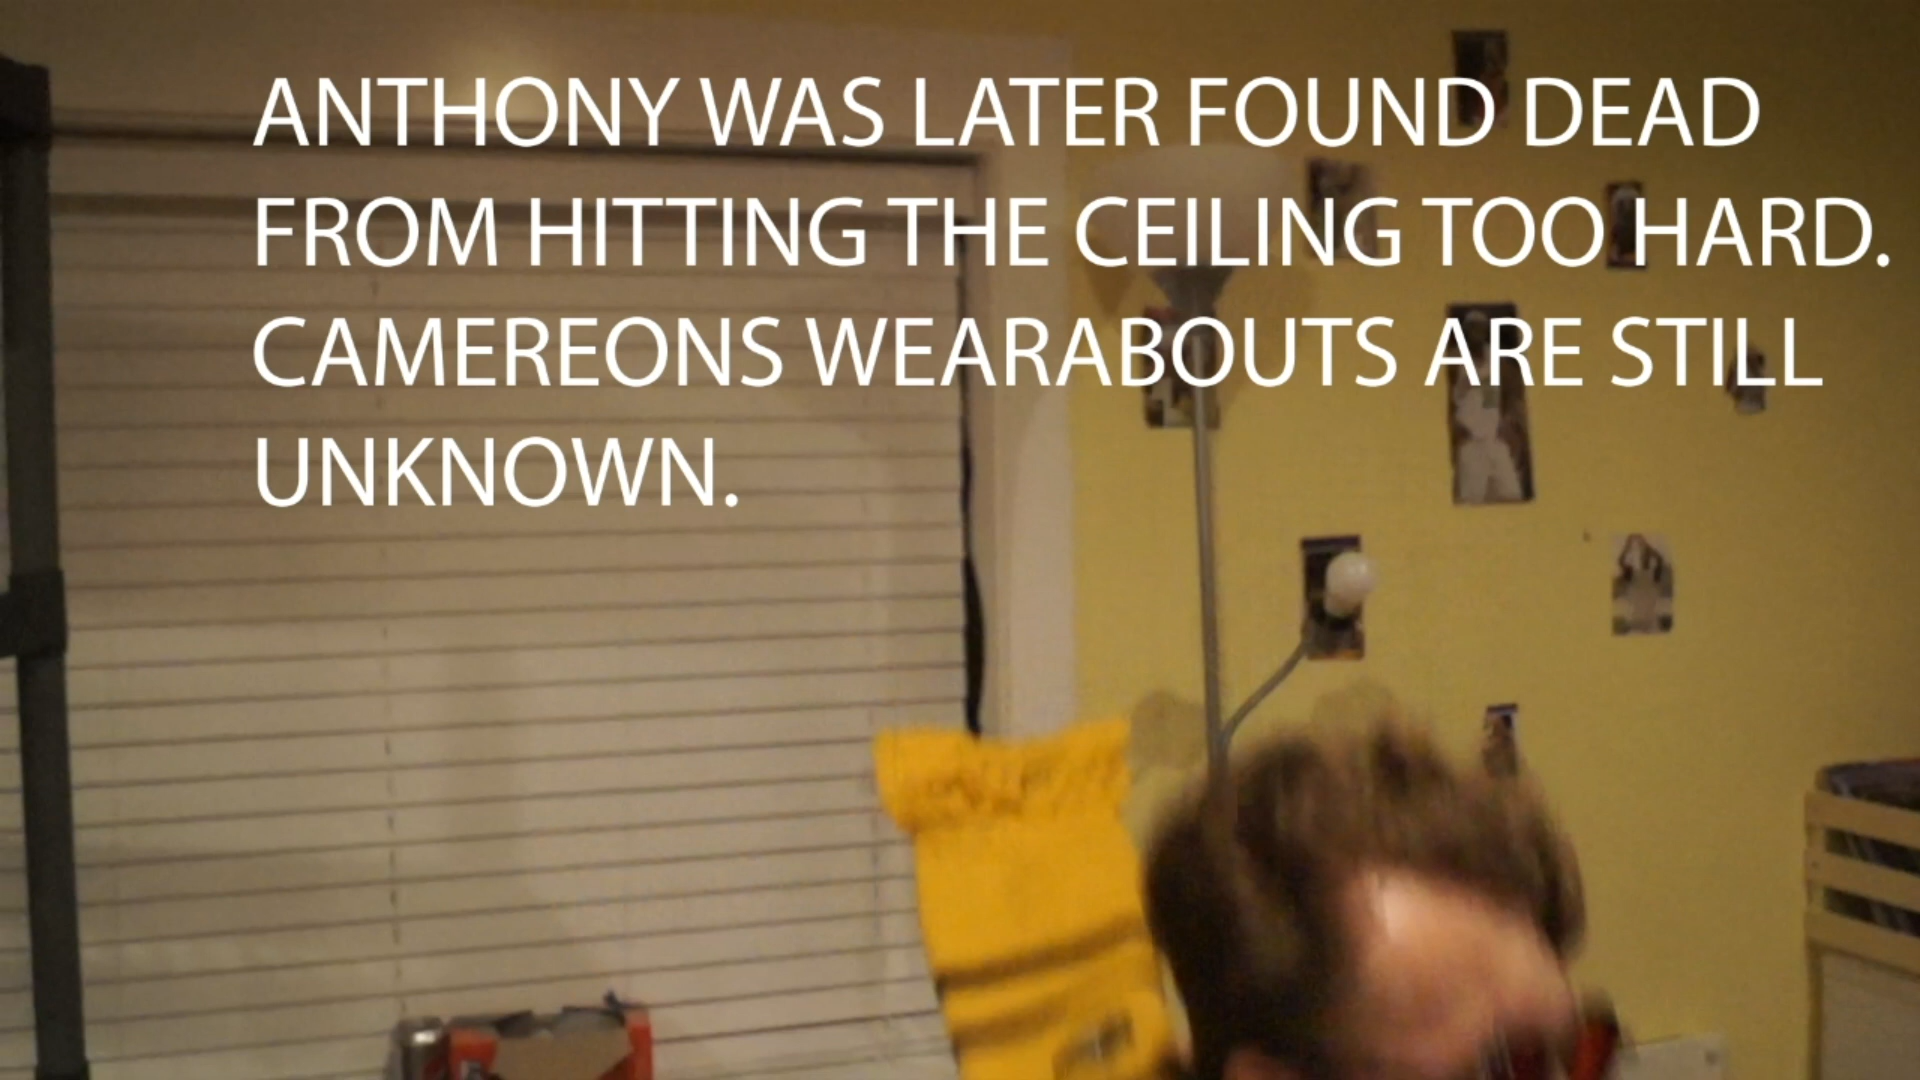 ANTHONY WAS LATER FOUND DEAD
FROM HITTING THE CEILING TOO HARD.
CAMEREONS WEARABOUTS ARE STILL
UNKNOWN.